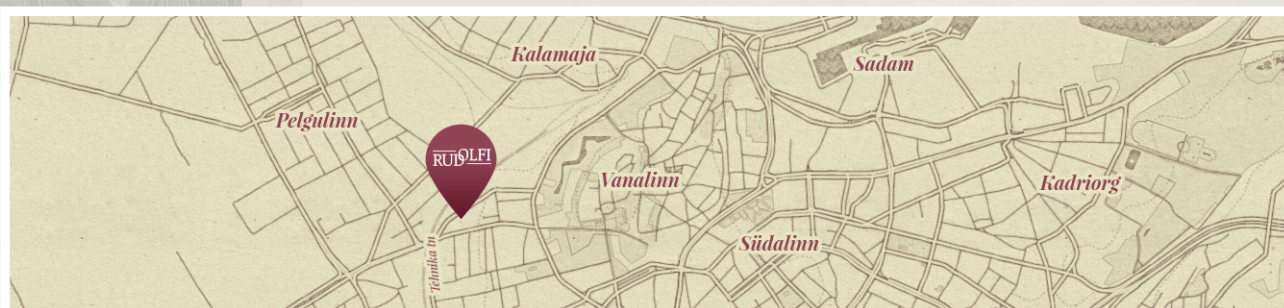 Kalamaja
Sadam
Pelgulinn
RUDOLFI
Vanalinn
Kadriorg
Südalinn
Tehnika tn